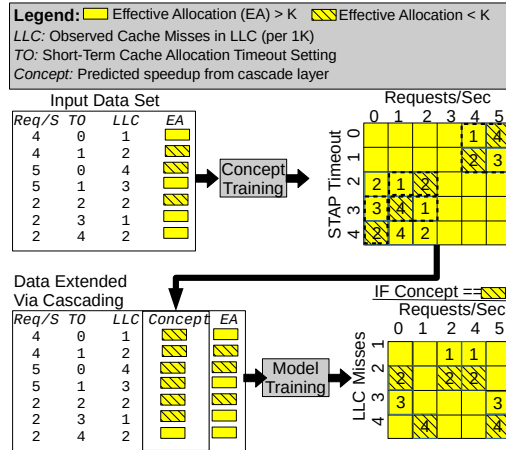 Legend: Effective Allocation (EA) > K Effective Allocation < K
LLC: Observed Cache Misses in LLC (per 1K)
TO: Short-Term Cache Allocation Timeout Setting
Concept: Predicted speedup from cascade layer
Input Data Set
Req/S TO LLC EA
4 0 1
4 1 2
5 0 4
5 1 3
2 2 2
2 3 1
2 4 2
Concept
Training
Requests/Sec
0 1 2 3 4 5
STAP Timeout
0 1 4
1 2 3
2 2 1 2
3 3 4 1
4 2 4 2
Data Extended
Via Cascading
Req/S TO LLC Concept EA
4 0 1
4 1 2
5 0 4
5 1 3
2 2 2
2 3 1
2 4 2
Model
Training
IF Concept ==
Requests/Sec
0 1 2 4 5
LLC Misses
1 1 1
2 2 2 2
3 3 3
4 4 4